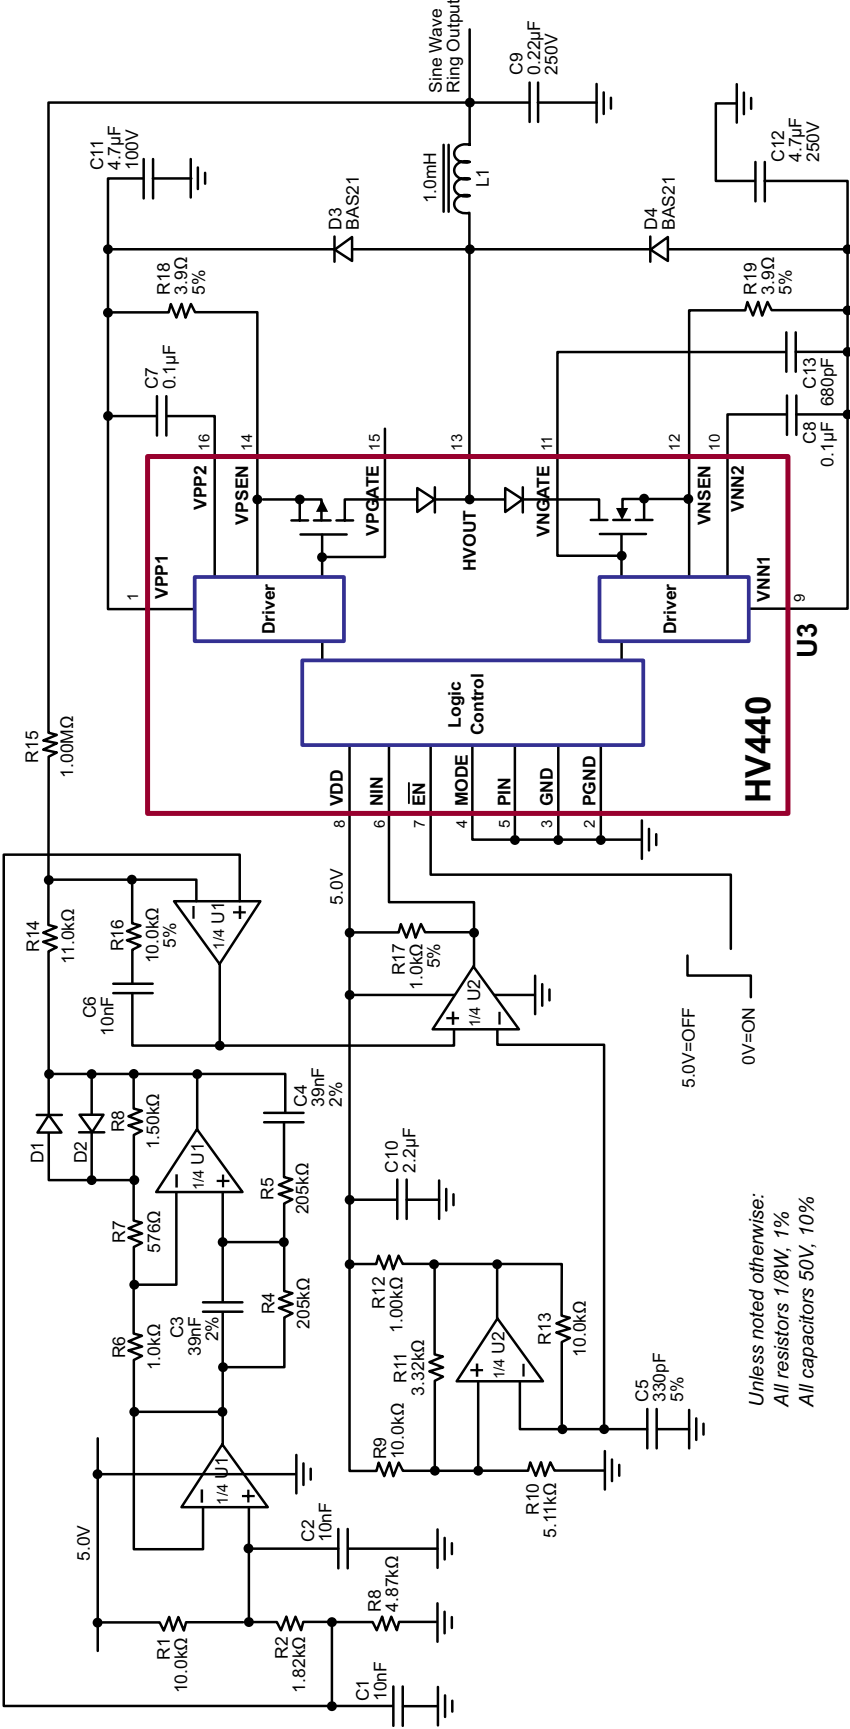 Sine Wave
Ring Output
C9
0.22µF
250V
C11
4.7µF
100V
1.0mH
L1
C12
4.7µF
250V
D3
BAS21
D4
BAS21
R18
3.9Ω
5%
R19
3.9Ω
5%
C7
0.1µF
C13
680pF
C8
0.1µF
16
14
15
13
11
12
10
VPP2
VPSEN
VPGATE
HVOUT
VNGATE
VNSEN
VNN2
1
VPP1
Driver
Driver
VNN1
9
U3
Logic
Control
HV440
VDD
NIN
EN
MODE
PIN
GND
PGND
8
6
7
4
5
3
2
R15
1.00MΩ
5.0V
R14
11.0kΩ
R16
10.0kΩ
5%
1/4 U1
−
+
C6
10nF
R17
1.0kΩ
5%
1/4 U2
+
−
5.0V=OFF
0V=ON
D1
D2
R8
1.50kΩ
C4
39nF
2%
1/4 U1
−
+
R7
576Ω
R5
205kΩ
C10
2.2µF
R6
1.0kΩ
C3
39nF
2%
R4
205kΩ
R12
1.00kΩ
R11
3.32kΩ
1/4 U2
+
−
R13
10.0kΩ
C5
330pF
5%
R9
10.0kΩ
R10
5.11kΩ
5.0V
1/4 U1
−
+
C2
10nF
R1
10.0kΩ
R2
1.82kΩ
R8
4.87kΩ
C1
10nF
Unless noted otherwise:
All resistors 1/8W, 1%
All capacitors 50V, 10%